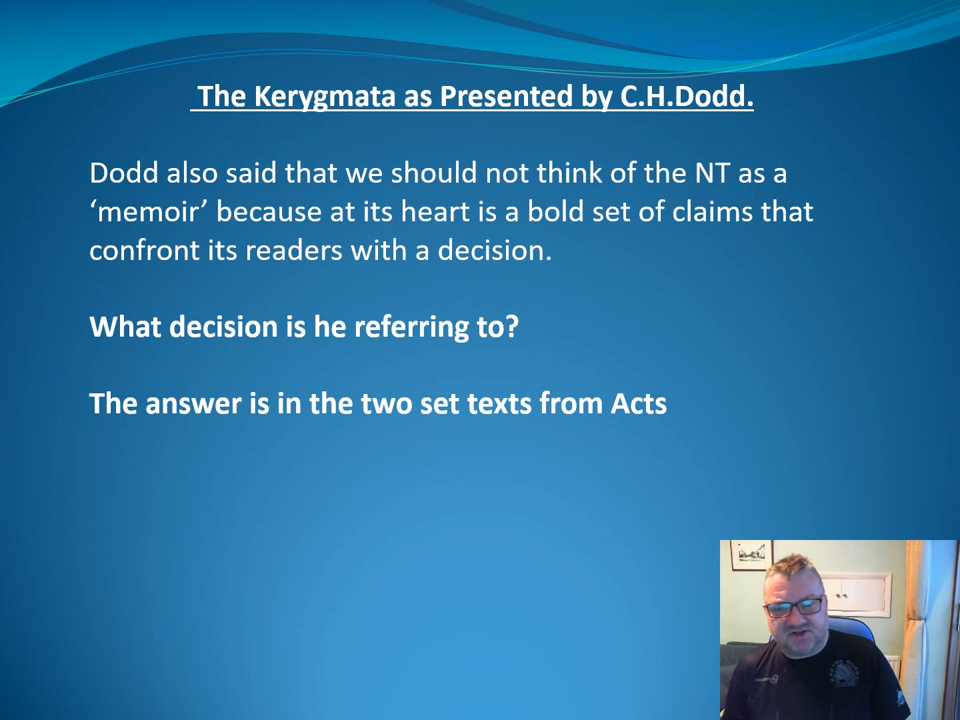 The Kerygmata as Presented by C.H.Dodd.
Dodd also said that we should not think of the NT as a
‘memoir’ because at its heart is a bold set of claims that
confront its readers with a decision.
What decision is he referring to?
The answer is in the two set texts from Acts